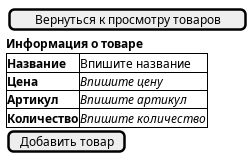 Вернуться к просмотру товаров
Информация о товаре
Название Впишите название
Цена Впишите цену
Артикул Впишите артикул
Количество Впишите количество
Добавить товар